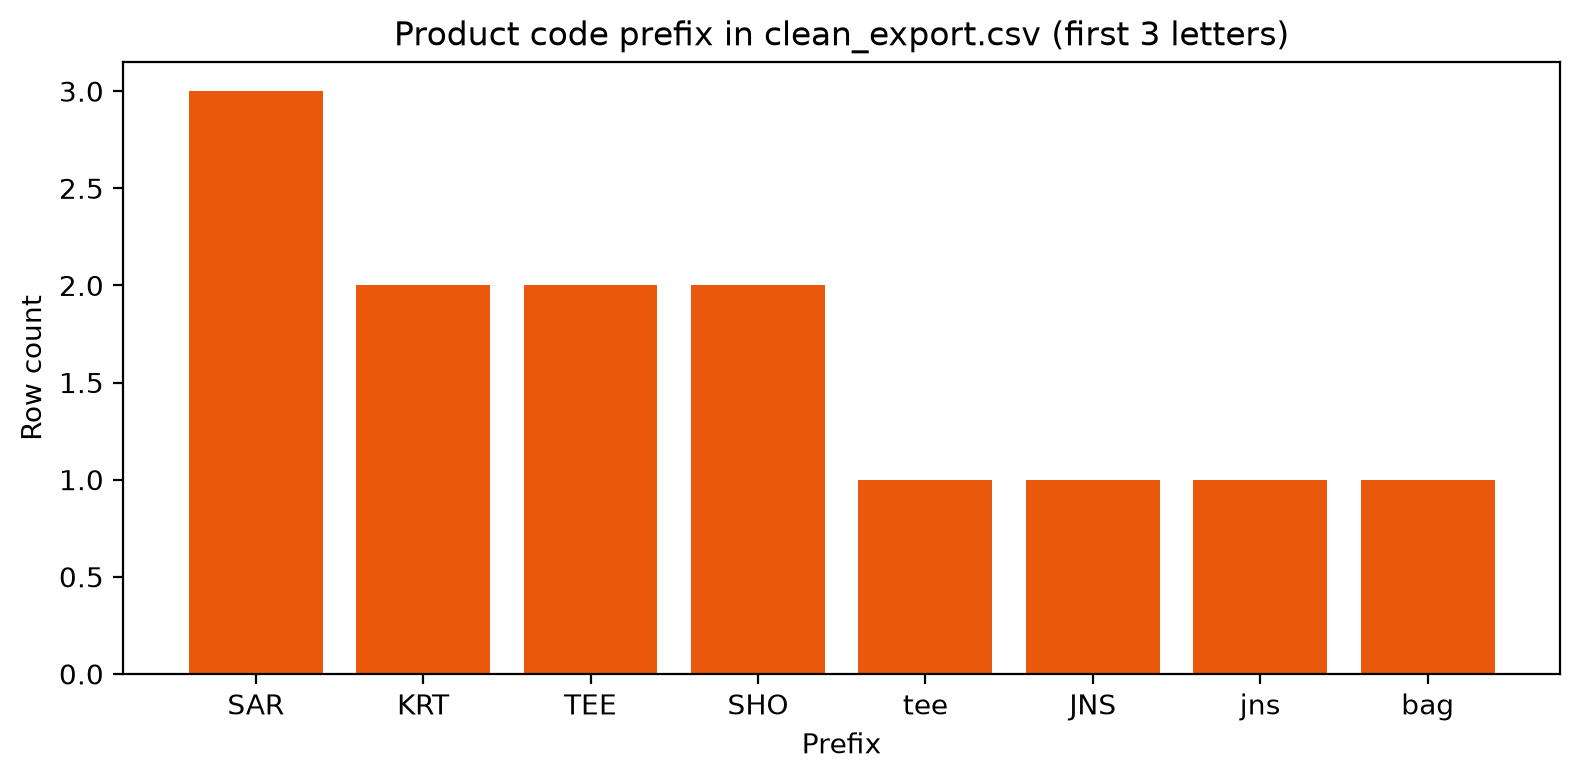 Product code prefix in clean_export.csv (first 3 letters)
3.0
2.5
2.0
1.5
1.0
0.5
0.0
Row count
SAR KRT TEE SHO tee JNS jns bag
Prefix